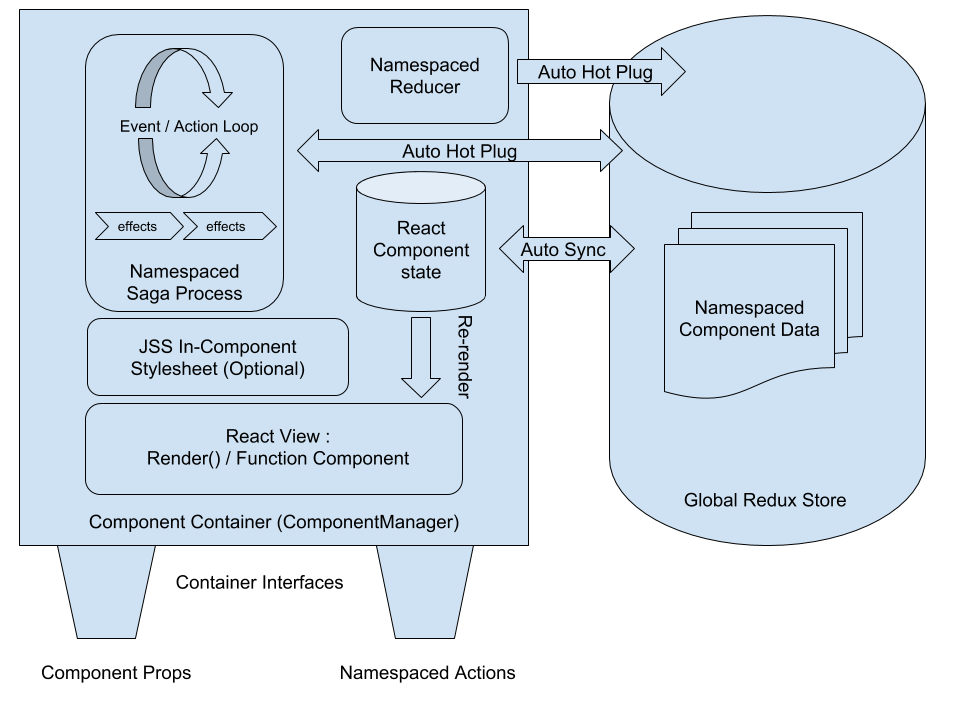 Namespaced
Reducer
Auto Hot Plug
Event / Action Loop
Auto Hot Plug
effects
effects
React
Component
state
Auto Sync
Namespaced
Saga Process
Namespaced
Component Data
Re-render
JSS In-Component
Stylesheet (Optional)
React View :
Render() / Function Component
Global Redux Store
Component Container (ComponentManager)
Container Interfaces
Component Props
Namespaced Actions